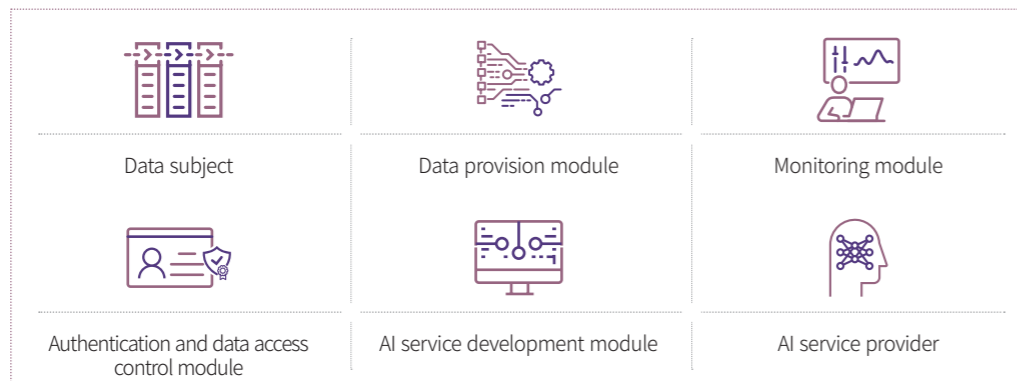 Data subject
Data provision module
Monitoring module
Authentication and data access
control module
AI service development module
AI service provider